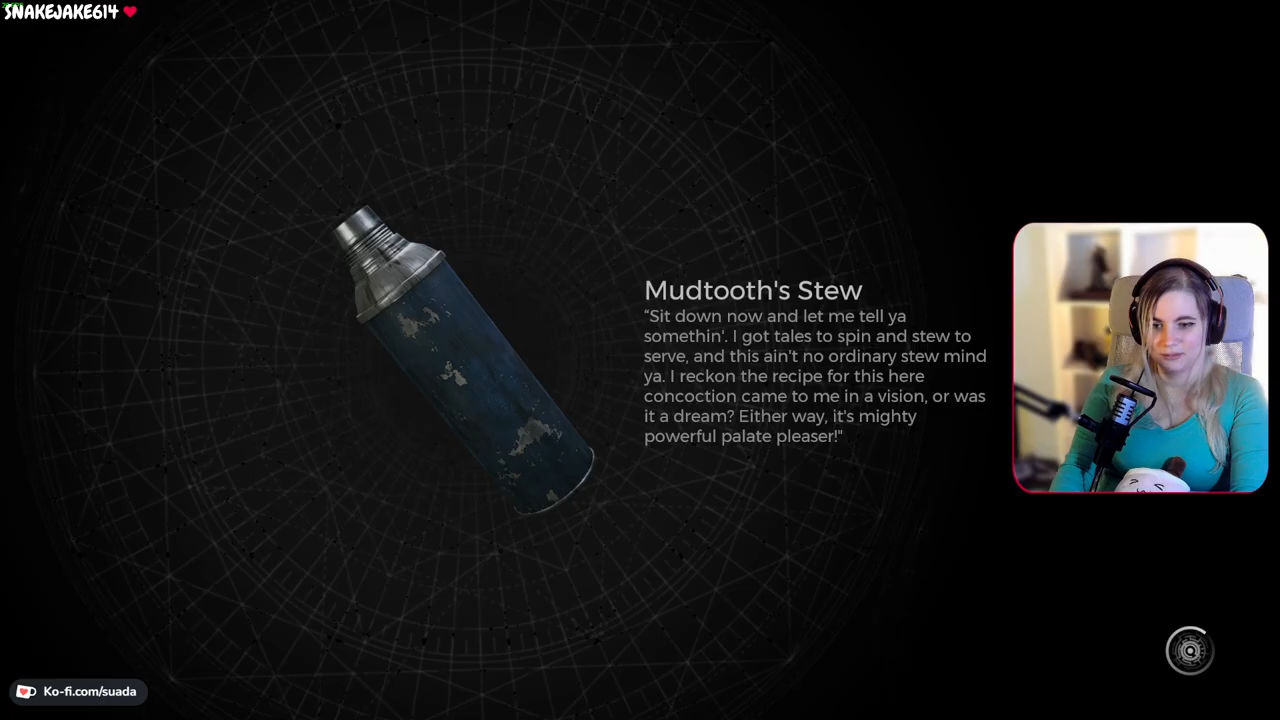 SNAKEJAKE614
Mudtooth's Stew
"Sit down now and let me tell ya
somethin'. I got tales to spin and stew to
serve, and this ain't no ordinary stew mind
ya. I reckon the recipe for this here
concoction came to me in a vision, or was
it a dream? Either way, it's mighty
powerful palate pleaser!"
Ko-fi.com/suada